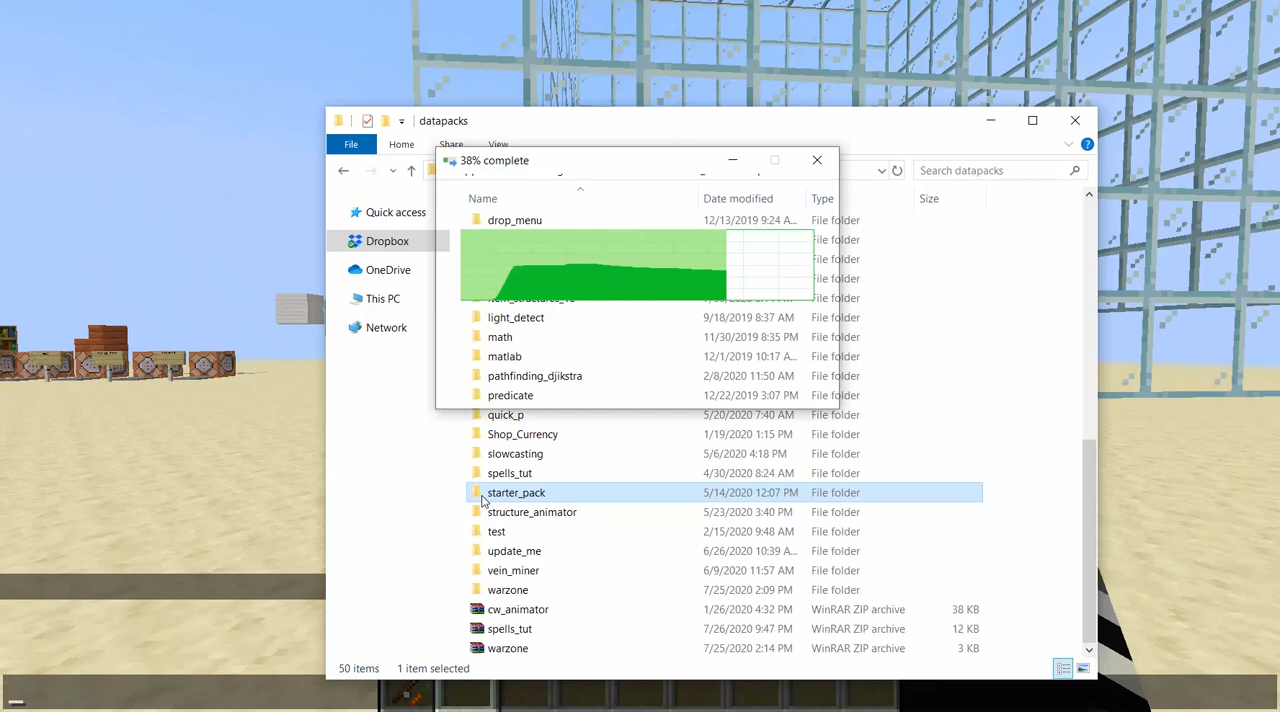 datapacks
File Home Share View
38% complete
Search datapacks
Name Date modified Type Size
Quick access
Dropbox
OneDrive
This PC
Network
drop_menu 12/13/2019 9:24 A... File folder
File folder
File folder
File folder
File folder
light_detect 9/18/2019 8:37 AM File folder
math 11/30/2019 8:35 PM File folder
matlab 12/1/2019 10:17 A... File folder
pathfinding_djikstra 2/8/2020 11:50 AM File folder
predicate 12/22/2019 3:07 PM File folder
quick_p 5/20/2020 7:40 AM File folder
Shop_Currency 1/19/2020 1:15 PM File folder
slowcasting 5/6/2020 4:18 PM File folder
spells_tut 4/30/2020 8:24 AM File folder
starter_pack 5/14/2020 12:07 PM File folder
structure_animator 5/23/2020 3:40 PM File folder
test 2/15/2020 9:48 AM File folder
update_me 6/26/2020 10:39 A... File folder
vein_miner 6/9/2020 11:57 AM File folder
warzone 7/25/2020 2:09 PM File folder
cw_animator 1/26/2020 4:32 PM WinRAR ZIP archive 38 KB
spells_tut 7/26/2020 9:47 PM WinRAR ZIP archive 12 KB
warzone 7/25/2020 2:14 PM WinRAR ZIP archive 3 KB
50 items 1 item selected